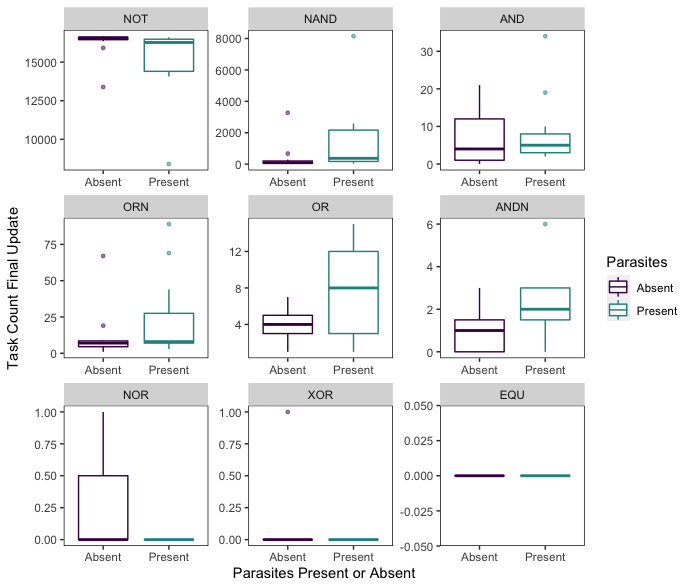 NOT
NAND
AND
15000
12500
10000
8000
6000
4000
2000
0
30
20
10
0
Absent
Present
Absent
Present
Absent
Present
ORN
OR
ANDN
75
50
25
0
12
8
4
6
4
2
0
Absent
Present
Absent
Present
Absent
Present
NOR
XOR
EQU
1.00
0.75
0.50
0.25
0.00
1.00
0.75
0.50
0.25
0.00
0.050
0.025
0.000
-0.025
-0.050
Absent
Present
Absent
Present
Absent
Present
Task Count Final Update
Parasites Present or Absent
Parasites
Absent
Present